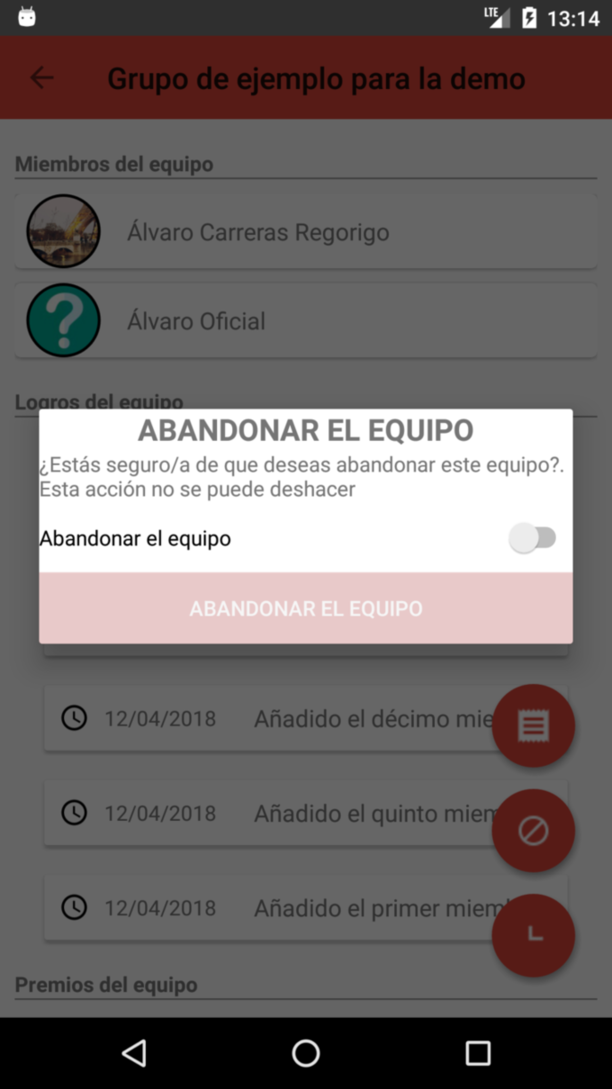 LTE 13:14
Grupo de ejemplo para la demo
Miembros del equipo
Álvaro Carreras Regorigo
?
Álvaro Oficial
Logros del equipo
ABANDONAR EL EQUIPO
¿Estás seguro/a de que deseas abandonar este equipo?.
Esta acción no se puede deshacer
Abandonar el equipo
ABANDONAR EL EQUIPO
12/04/2018 Añadido el décimo mie
12/04/2018 Añadido el quinto miem
12/04/2018 Añadido el primer miem
Premios del equipo